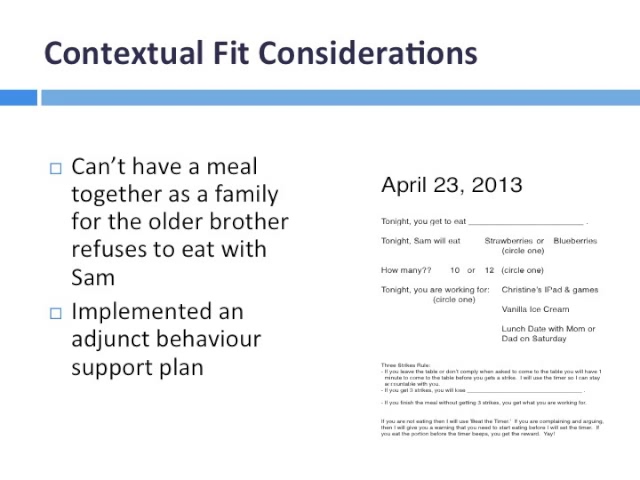 Contextual Fit Considerations
Can't have a meal
together as a family
for the older brother
refuses to eat with
Sam
Implemented an
adjunct behaviour
support plan
April 23, 2013
Tonight, you get to eat ______________________ .
Tonight, Sam will eat Strawberries or Blueberries
(circle one)
How many?? 10 or 12 (circle one)
Tonight, you are working for: Christine's IPad & games
(circle one)
Vanilla Ice Cream
Lunch Date with Mom or
Dad on Saturday
Three Strikes Rule:
- If you leave the table or don't comply when asked to come to the table you will have 1
minute to come to the table before you gets a strike. I will use the timer so I can stay
accountable with you.
- If you get 3 strikes, you will loss ______________________ .
- If you finish the meal without getting 3 strikes, you get what you are working for.
If you are not eating then I will use 'Beat the Timer.' If you are complaining and arguing,
then I will give you a warning that you need to start eating before I will set the timer. If
you eat the portion before the timer beeps, you get the reward. Yay!